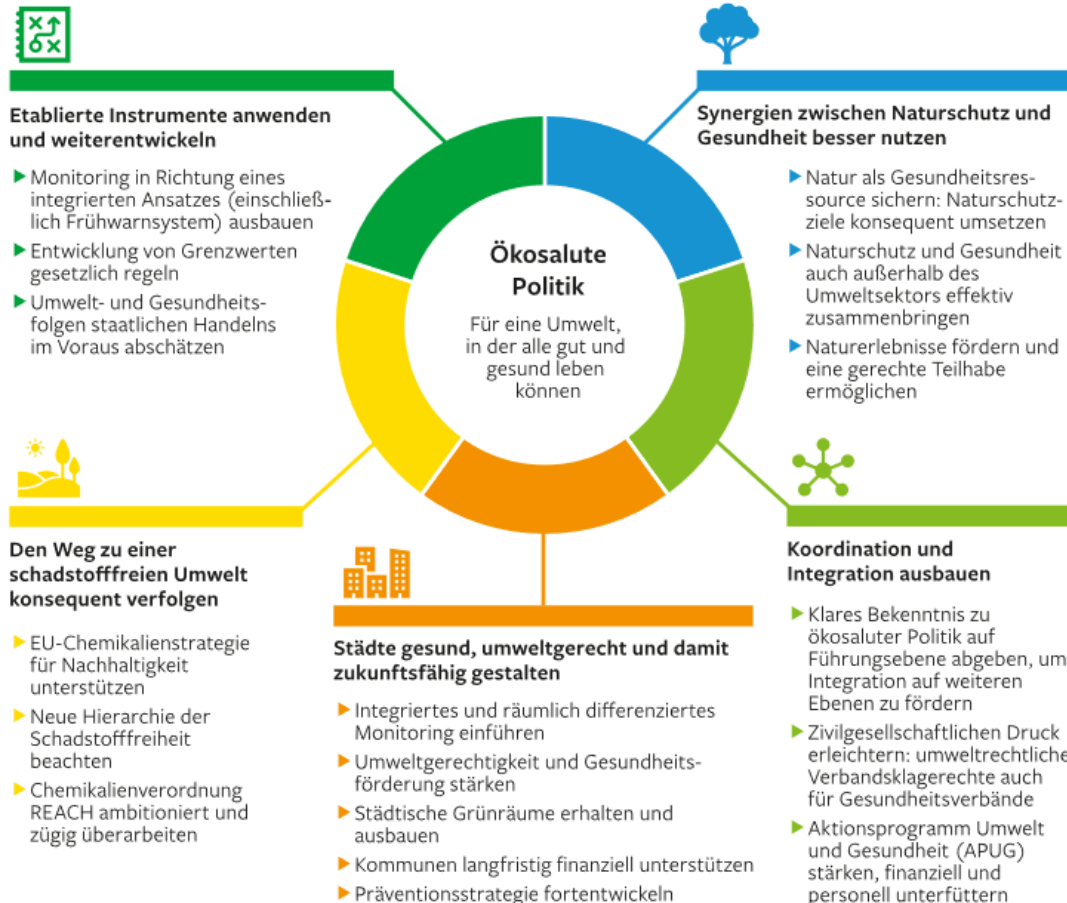 Etablierte Instrumente anwenden
und weiterentwickeln
Monitoring in Richtung eines
integrierten Ansatzes (einschließ-
lich Frühwarnsystem) ausbauen
Entwicklung von Grenzwerten
gesetzlich regeln
Umwelt- und Gesundheits-
folgen staatlichen Handelns
im Voraus abschätzen
Synergien zwischen Naturschutz und
Gesundheit besser nutzen
Natur als Gesundheitsres-
source sichern: Naturschutz-
ziele konsequent umsetzen
Naturschutz und Gesundheit
auch außerhalb des
Umweltsektors effektiv
zusammenbringen
Naturerlebnisse fördern und
eine gerechte Teilhabe
ermöglichen
Ökosalute
Politik
Für eine Umwelt,
in der alle gut und
gesund leben
können
Den Weg zu einer
schadstofffreien Umwelt
konsequent verfolgen
EU-Chemikalienstrategie
für Nachhaltigkeit
unterstützen
Neue Hierarchie der
Schadstofffreiheit
beachten
Chemikalienverordnung
REACH ambitioniert und
zügig überarbeiten
Städte gesund, umweltgerecht und damit
zukunftsfähig gestalten
Integriertes und räumlich differenziertes
Monitoring einführen
Umweltgerechtigkeit und Gesundheits-
förderung stärken
Städtische Grünräume erhalten und
ausbauen
Kommunen langfristig finanziell unterstützen
Präventionsstrategie fortentwickeln
Koordination und
Integration ausbauen
Klares Bekenntnis zu
ökosaluter Politik auf
Führungsebene abgeben, um
Integration auf weiteren
Ebenen zu fördern
Zivilgesellschaftlichen Druck
erleichtern: umweltrechtliche
Verbandsklagerechte auch
für Gesundheitsverbände
Aktionsprogramm Umwelt
und Gesundheit (APUG)
stärken, finanziell und
personell unterfüttern